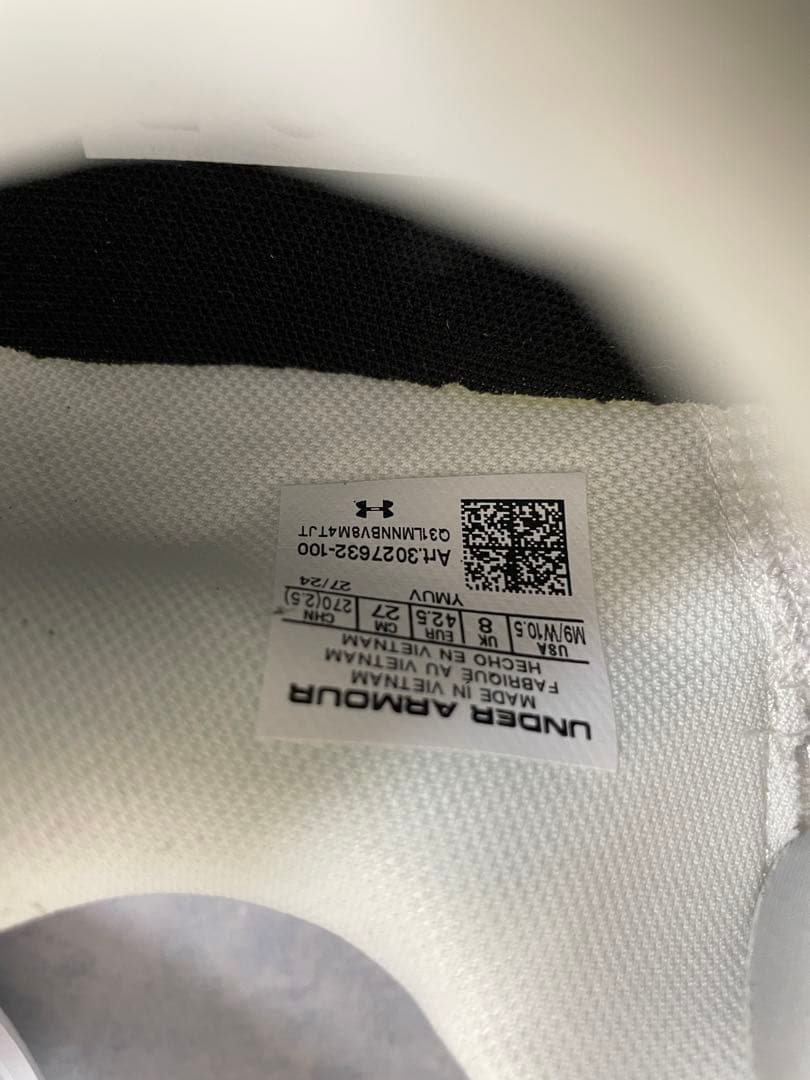 UNDER ARMOUR
MADE IN VIETNAM
FABRIQUÉ AU VIETNAM
HECHO EN VIETNAM
USA UK EUR CM CHN
M9/W10.5 8 42.5 27 270(2.5)
YMUV 27/24
Art.3027632-100
Q31LMNNBV8M4TJT